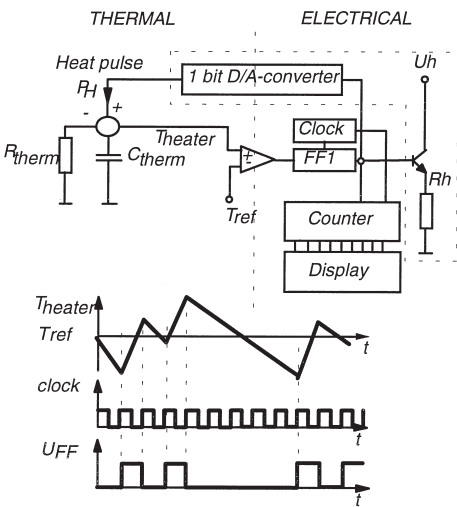 THERMAL ELECTRICAL
Heat pulse
1 bit D/A-converter
Uh
PH
- +
Rtherm
Ctherm
Theater
+
-
Clock
FF1
Rh
Tref
Counter
Display
Theater
Tref
t
clock
t
UFF
t